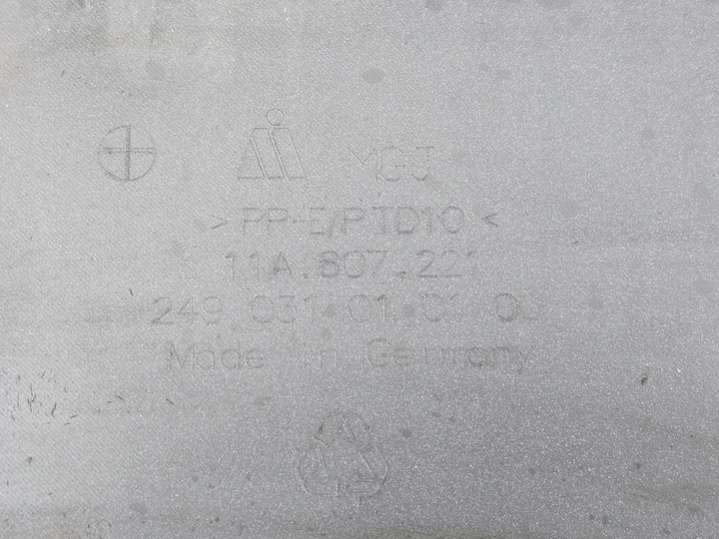 MGJ
>PP-E/P TD10<
11A.807.221
249 031.01.01 0
Made in Germany